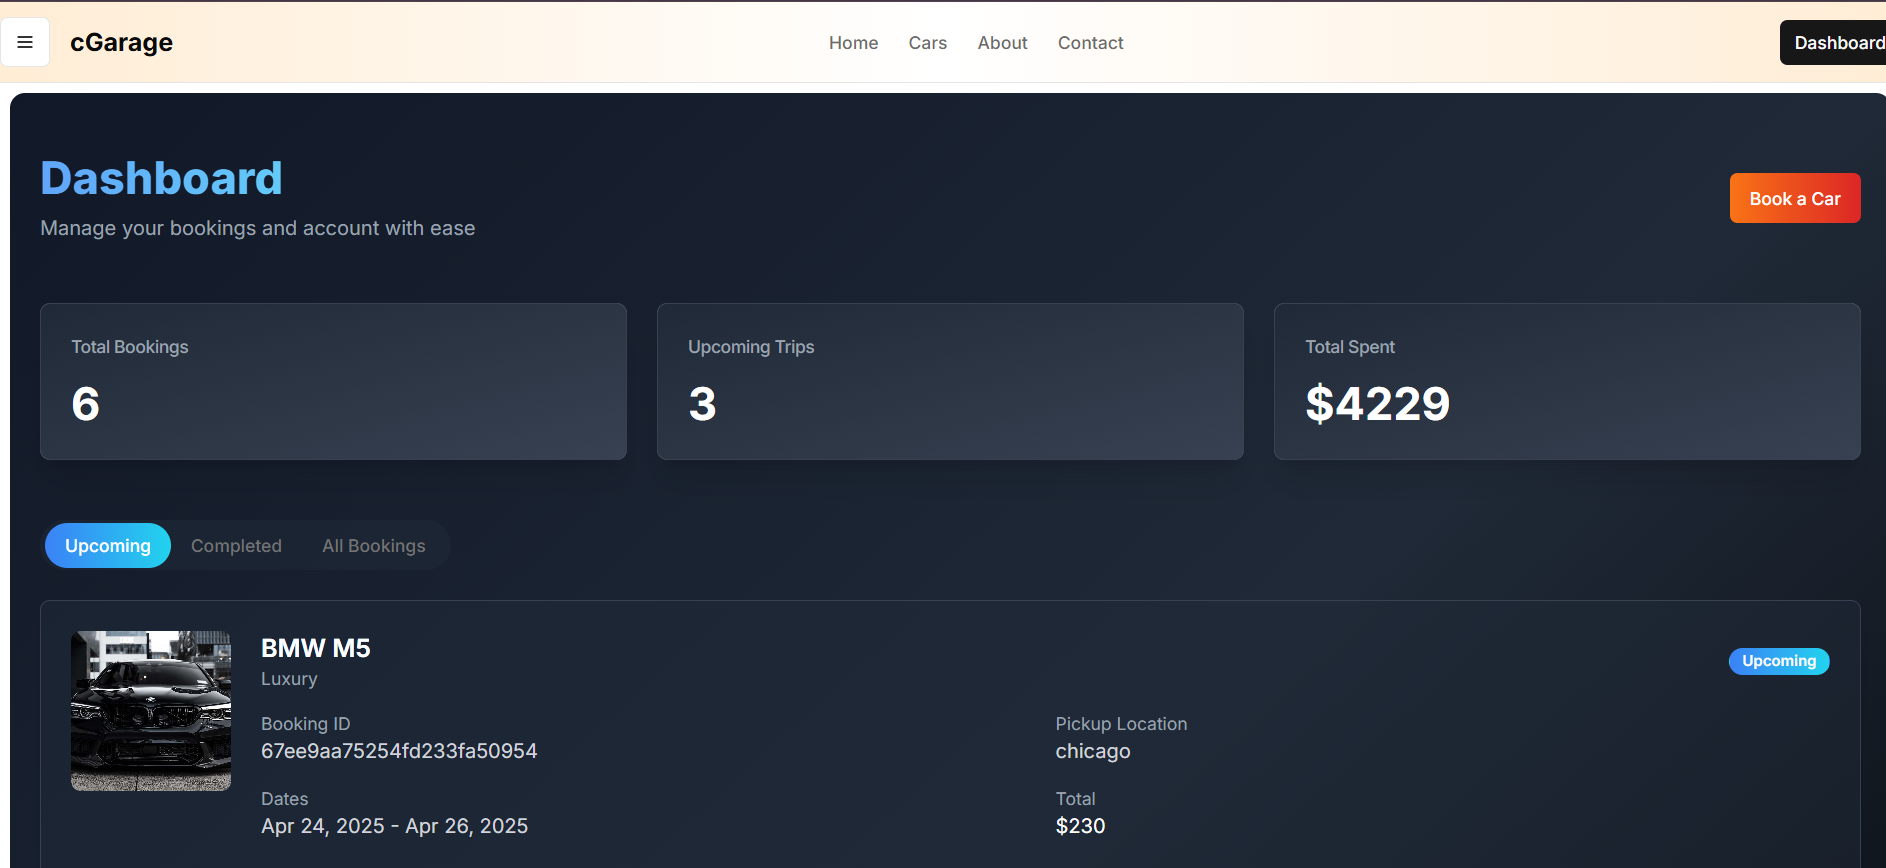 cGarage
Home Cars About Contact
Dashboard
Dashboard
Manage your bookings and account with ease
Book a Car
Total Bookings
6
Upcoming Trips
3
Total Spent
$4229
Upcoming Completed All Bookings
BMW M5
Luxury
Upcoming
Booking ID
67ee9aa75254fd233fa50954
Pickup Location
chicago
Dates
Apr 24, 2025 - Apr 26, 2025
Total
$230